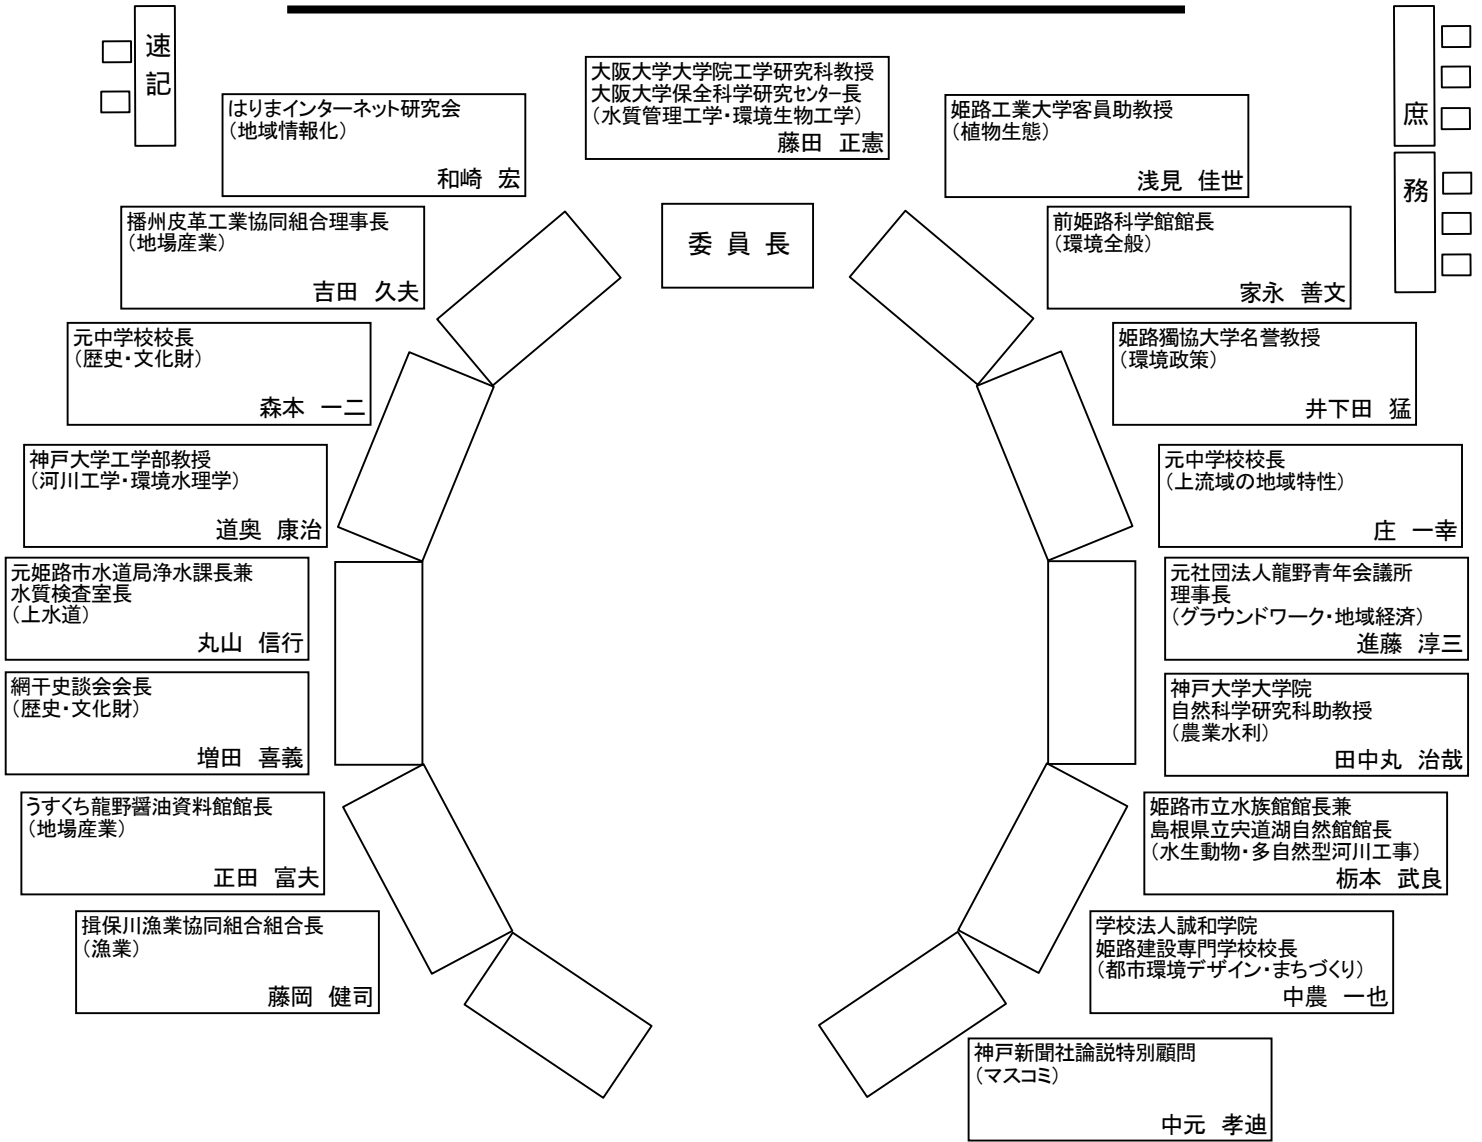 速
記
大阪大学大学院工学研究科教授
大阪大学保全科学研究ｾﾝﾀｰ長
（水質管理工学・環境生物工学）
藤田　正憲
委　員　長
庶
務
はりまインターネット研究会
（地域情報化）
和崎　宏
播州皮革工業協同組合理事長
（地場産業）
吉田　久夫
元中学校校長
（歴史・文化財）
森本　一二
神戸大学工学部教授
（河川工学・環境水理学）
道奥　康治
元姫路市水道局浄水課長兼
水質検査室長
（上水道）
丸山　信行
網干史談会会長
（歴史・文化財）
増田　喜義
うすくち龍野醤油資料館館長
（地場産業）
正田　富夫
揖保川漁業協同組合組合長
（漁業）
藤岡　健司
姫路工業大学客員助教授
（植物生態）
浅見　佳世
前姫路科学館館長
（環境全般）
家永　善文
姫路獨協大学名誉教授
（環境政策）
井下田　猛
元中学校校長
（上流域の地域特性）
庄　一幸
元社団法人龍野青年会議所
理事長
（グラウンドワーク・地域経済）
進藤　淳三
神戸大学大学院
自然科学研究科助教授
（農業水利）
田中丸　治哉
姫路市立水族館館長兼
島根県立宍道湖自然館館長
（水生動物・多自然型河川工事）
栃本　武良
学校法人誠和学院
姫路建設専門学校校長
（都市環境デザイン・まちづくり）
中農　一也
神戸新聞社論説特別顧問
（マスコミ）
中元　孝迪